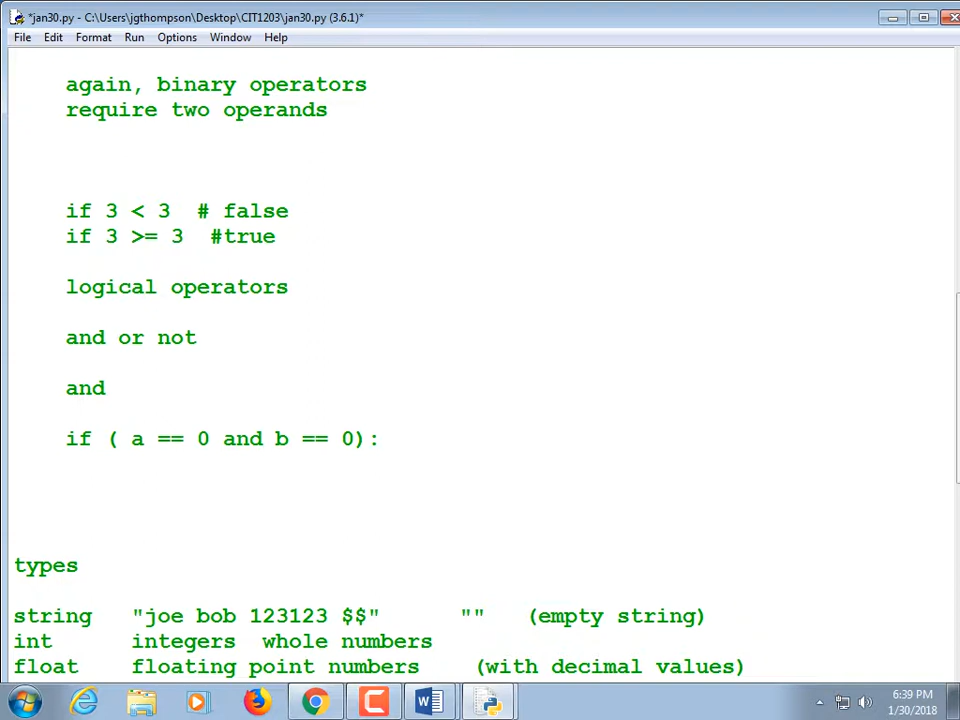 *jan30.py - C:\Users\jgthompson\Desktop\CIT1203\jan30.py (3.6.1)*
File Edit Format Run Options Window Help
again, binary operators
require two operands
if 3 < 3  # false
if 3 >= 3  #true
logical operators
and or not
and
if ( a == 0 and b == 0):
types
string   "joe bob 123123 $$"      ""   (empty string)
int      integers  whole numbers
float    floating point numbers    (with decimal values)
6:39 PM
1/30/2018